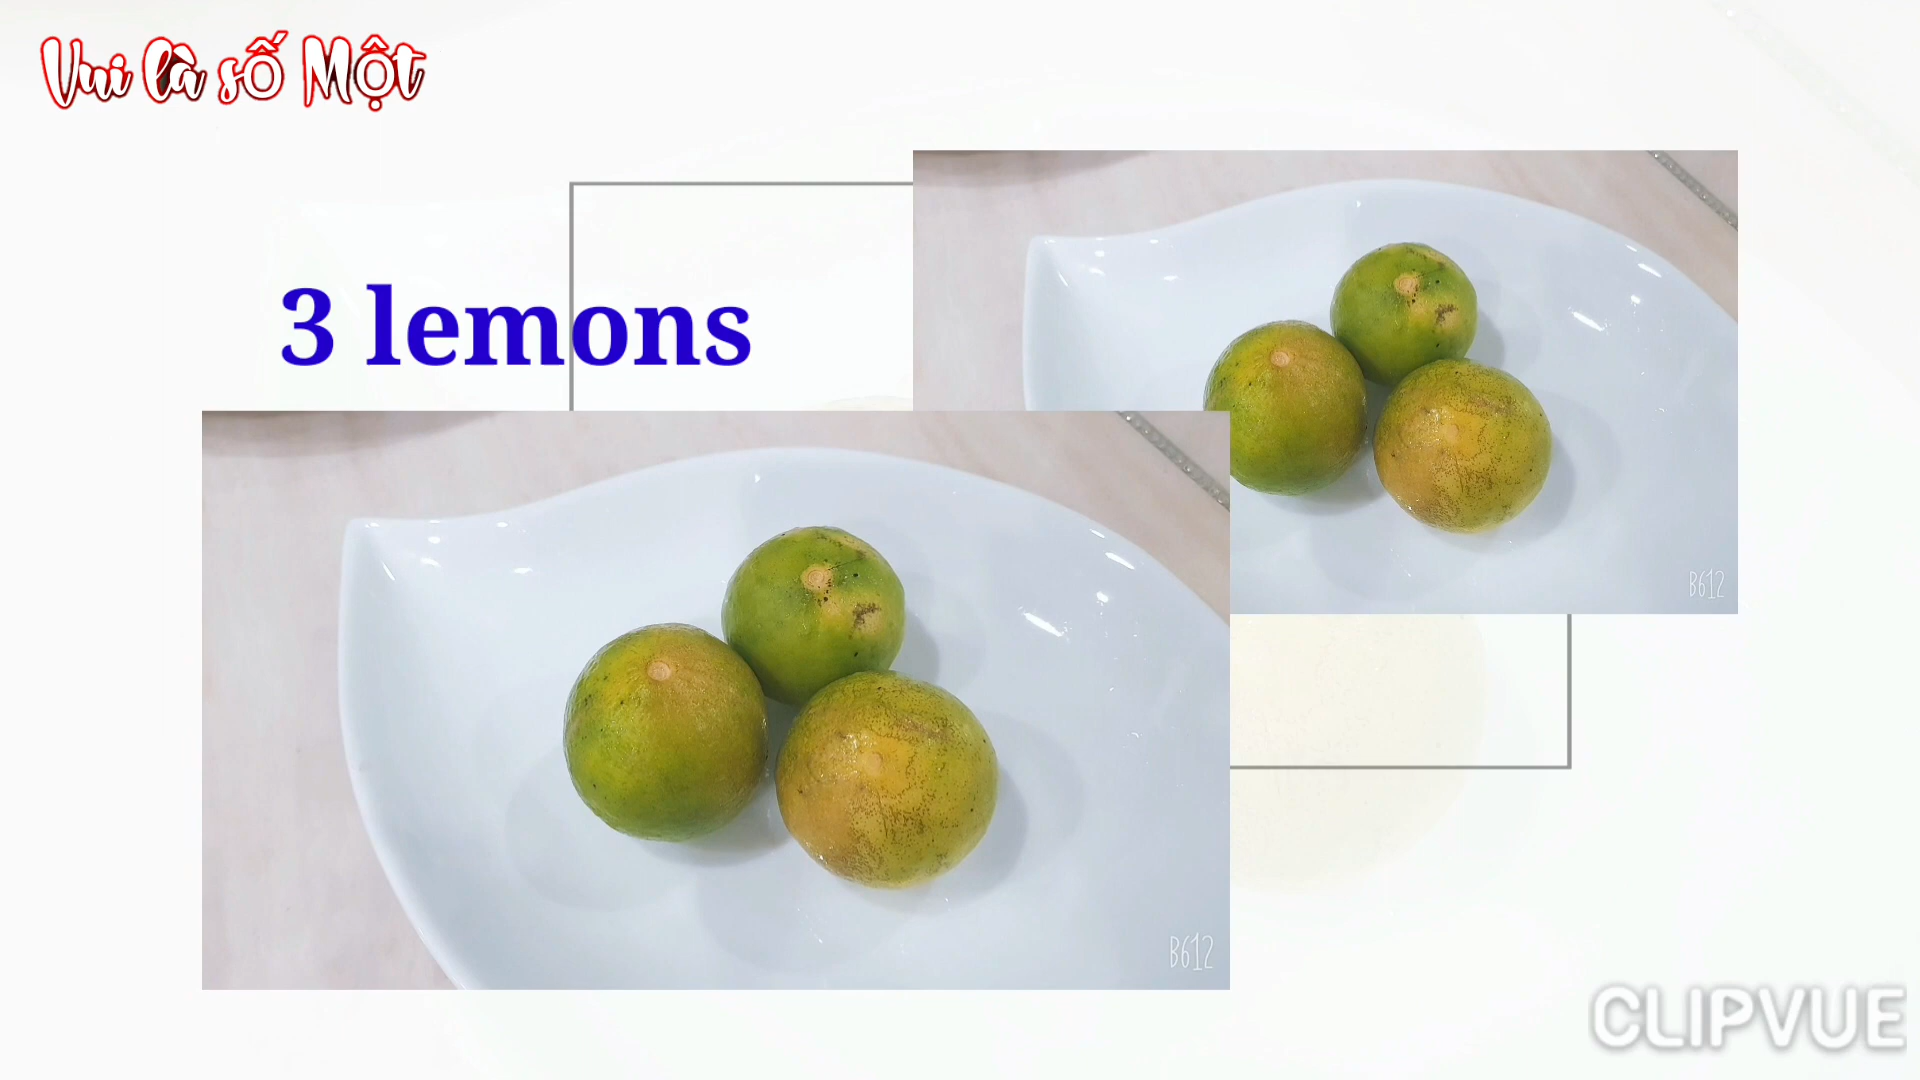 Vui là số Một
3 lemons
B612
B612
CLIPVUE